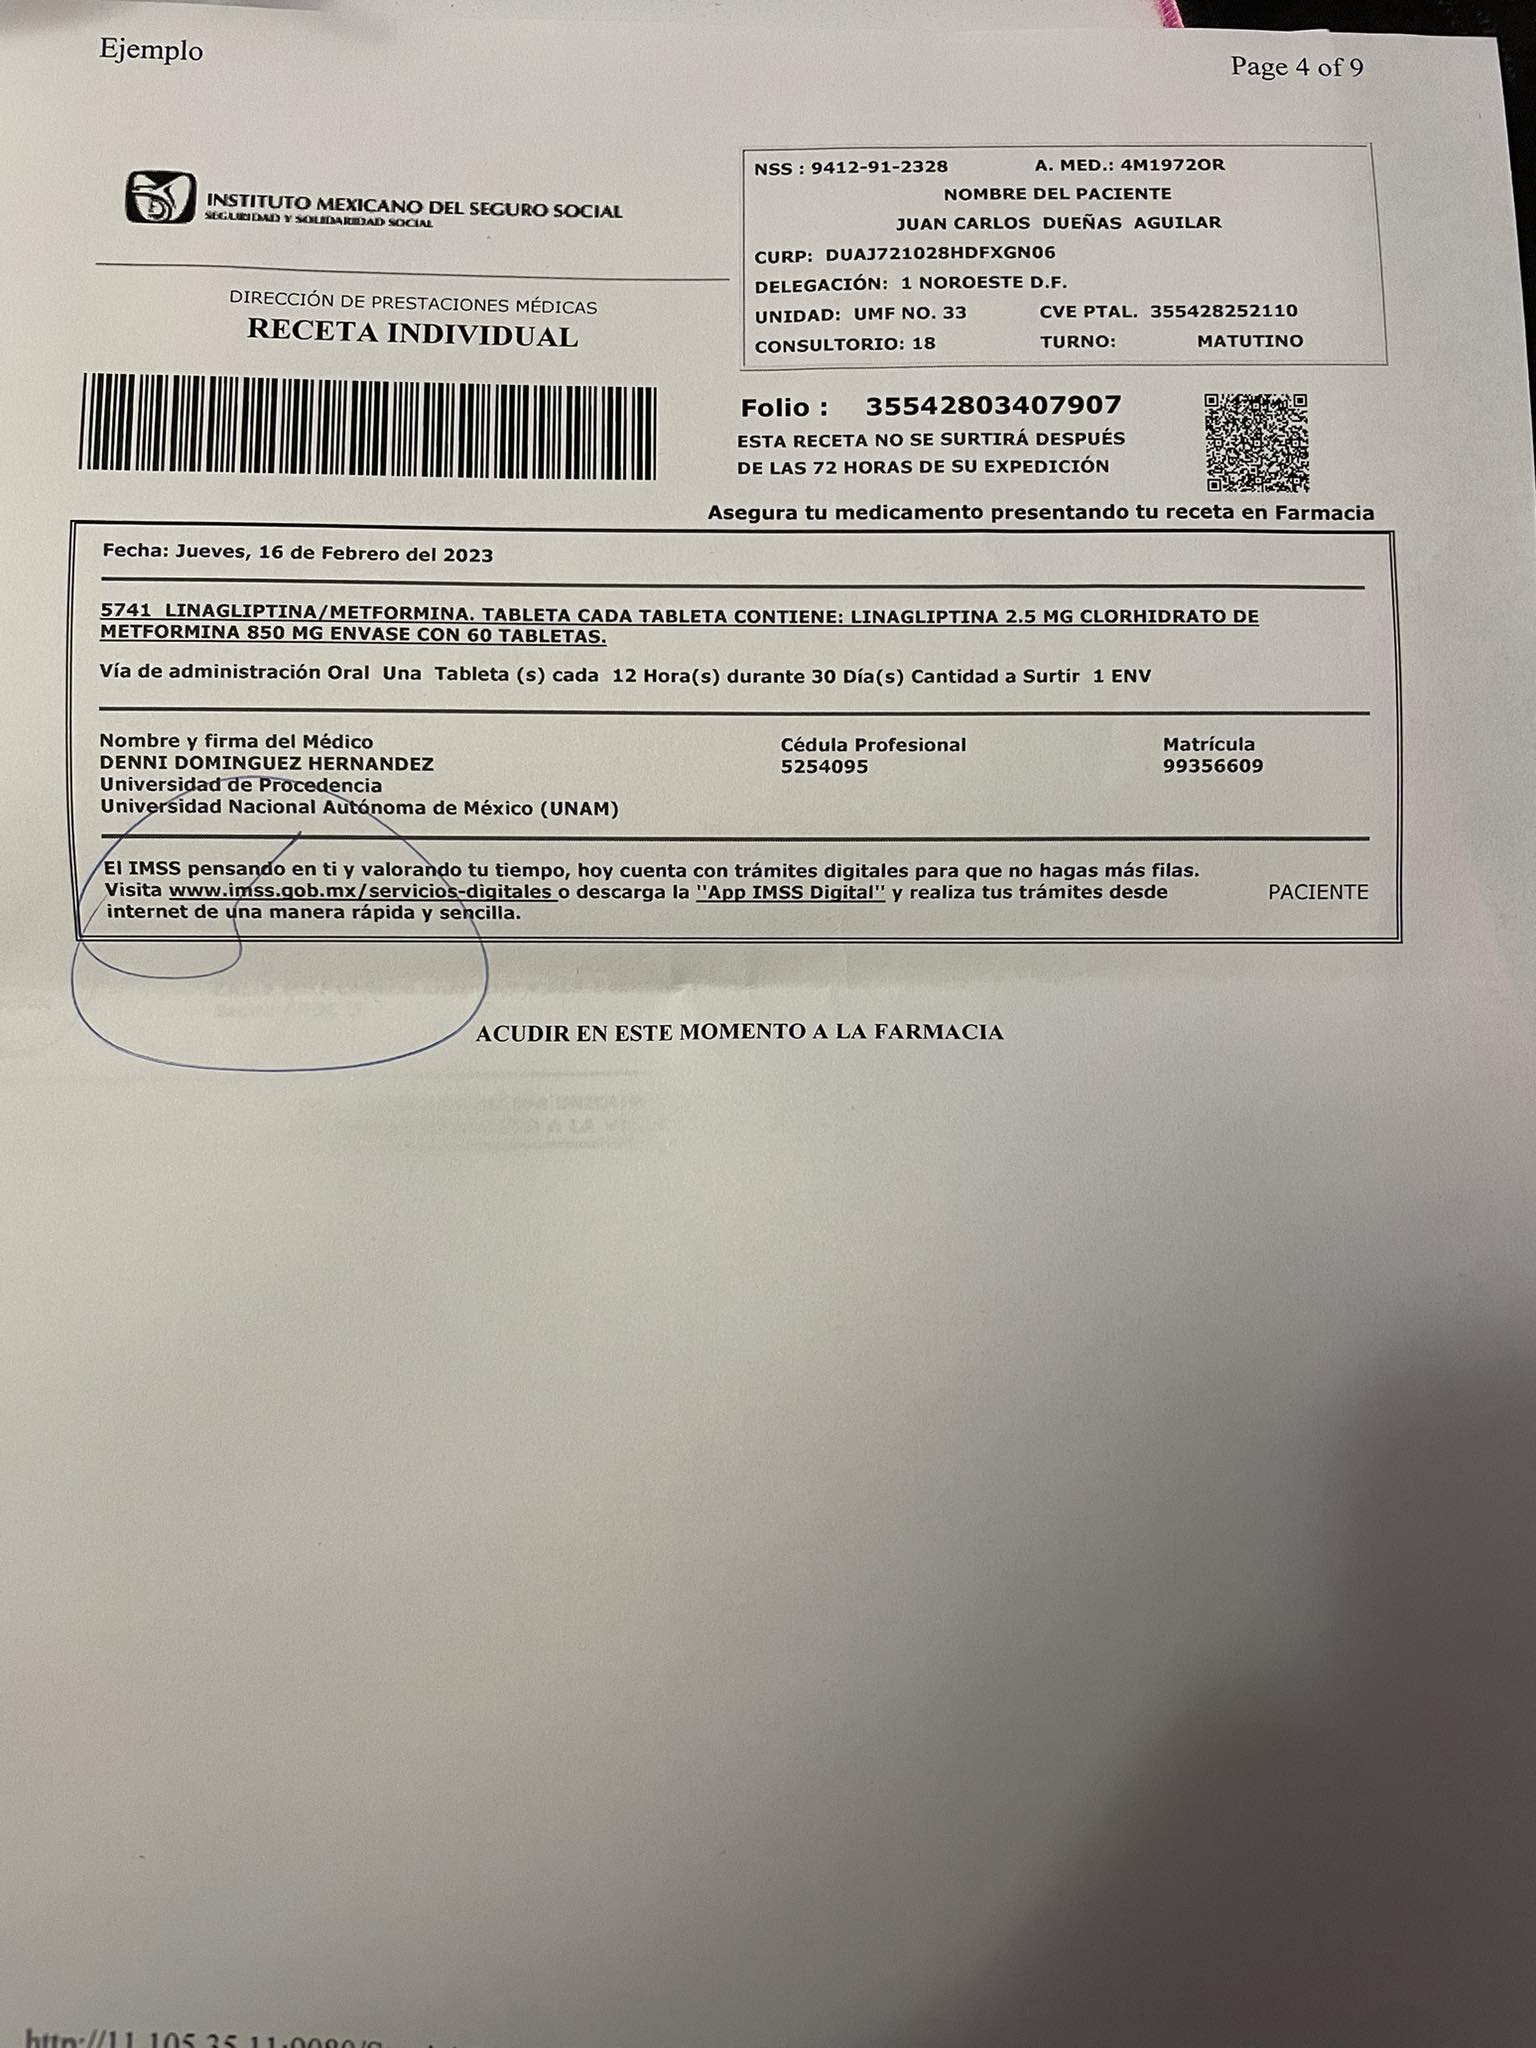 Ejemplo
Page 4 of 9
INSTITUTO MEXICANO DEL SEGURO SOCIAL
SEGURIDAD Y SOLIDARIDAD SOCIAL
DIRECCIÓN DE PRESTACIONES MÉDICAS
RECETA INDIVIDUAL
NSS : 9412-91-2328 A. MED.: 4M1972OR
NOMBRE DEL PACIENTE
JUAN CARLOS DUEÑAS AGUILAR
CURP: DUAJ721028HDFXGN06
DELEGACIÓN: 1 NOROESTE D.F.
UNIDAD: UMF NO. 33 CVE PTAL. 355428252110
CONSULTORIO: 18 TURNO: MATUTINO
Folio : 35542803407907
ESTA RECETA NO SE SURTIRÁ DESPUÉS
DE LAS 72 HORAS DE SU EXPEDICIÓN
Asegura tu medicamento presentando tu receta en Farmacia
Fecha: Jueves, 16 de Febrero del 2023
5741 LINAGLIPTINA/METFORMINA. TABLETA CADA TABLETA CONTIENE: LINAGLIPTINA 2.5 MG CLORHIDRATO DE
METFORMINA 850 MG ENVASE CON 60 TABLETAS.
Vía de administración Oral Una Tableta (s) cada 12 Hora(s) durante 30 Día(s) Cantidad a Surtir 1 ENV
Nombre y firma del Médico Cédula Profesional Matrícula
DENNI DOMINGUEZ HERNANDEZ 5254095 99356609
Universidad de Procedencia
Universidad Nacional Autónoma de México (UNAM)
El IMSS pensando en ti y valorando tu tiempo, hoy cuenta con trámites digitales para que no hagas más filas.
Visita www.imss.gob.mx/servicios-digitales o descarga la "App IMSS Digital" y realiza tus trámites desde PACIENTE
internet de una manera rápida y sencilla.
ACUDIR EN ESTE MOMENTO A LA FARMACIA